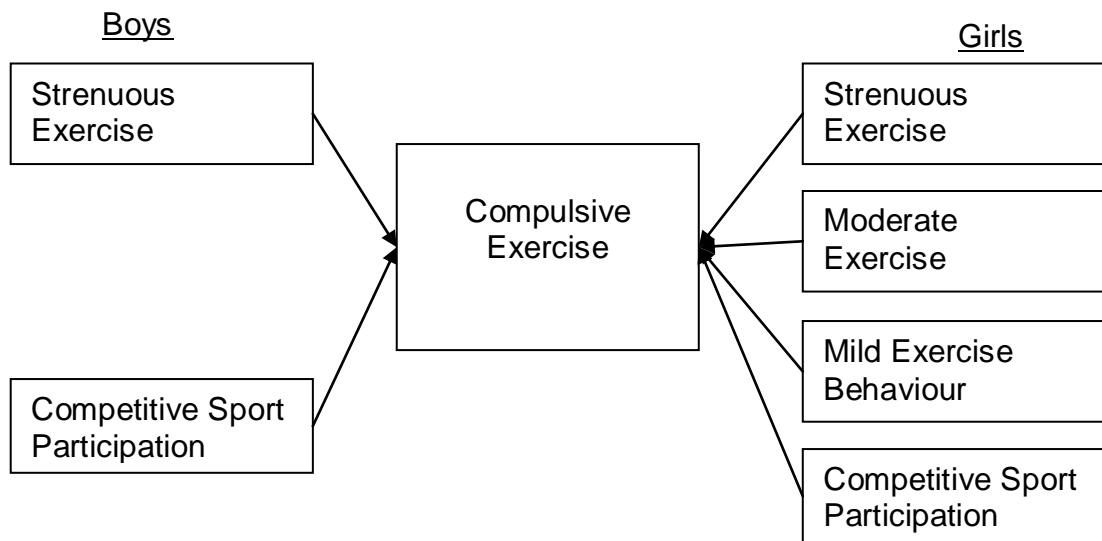 Boys
Strenuous
Exercise
Competitive Sport
Participation
Compulsive
Exercise
Girls
Strenuous
Exercise
Moderate
Exercise
Mild Exercise
Behaviour
Competitive Sport
Participation